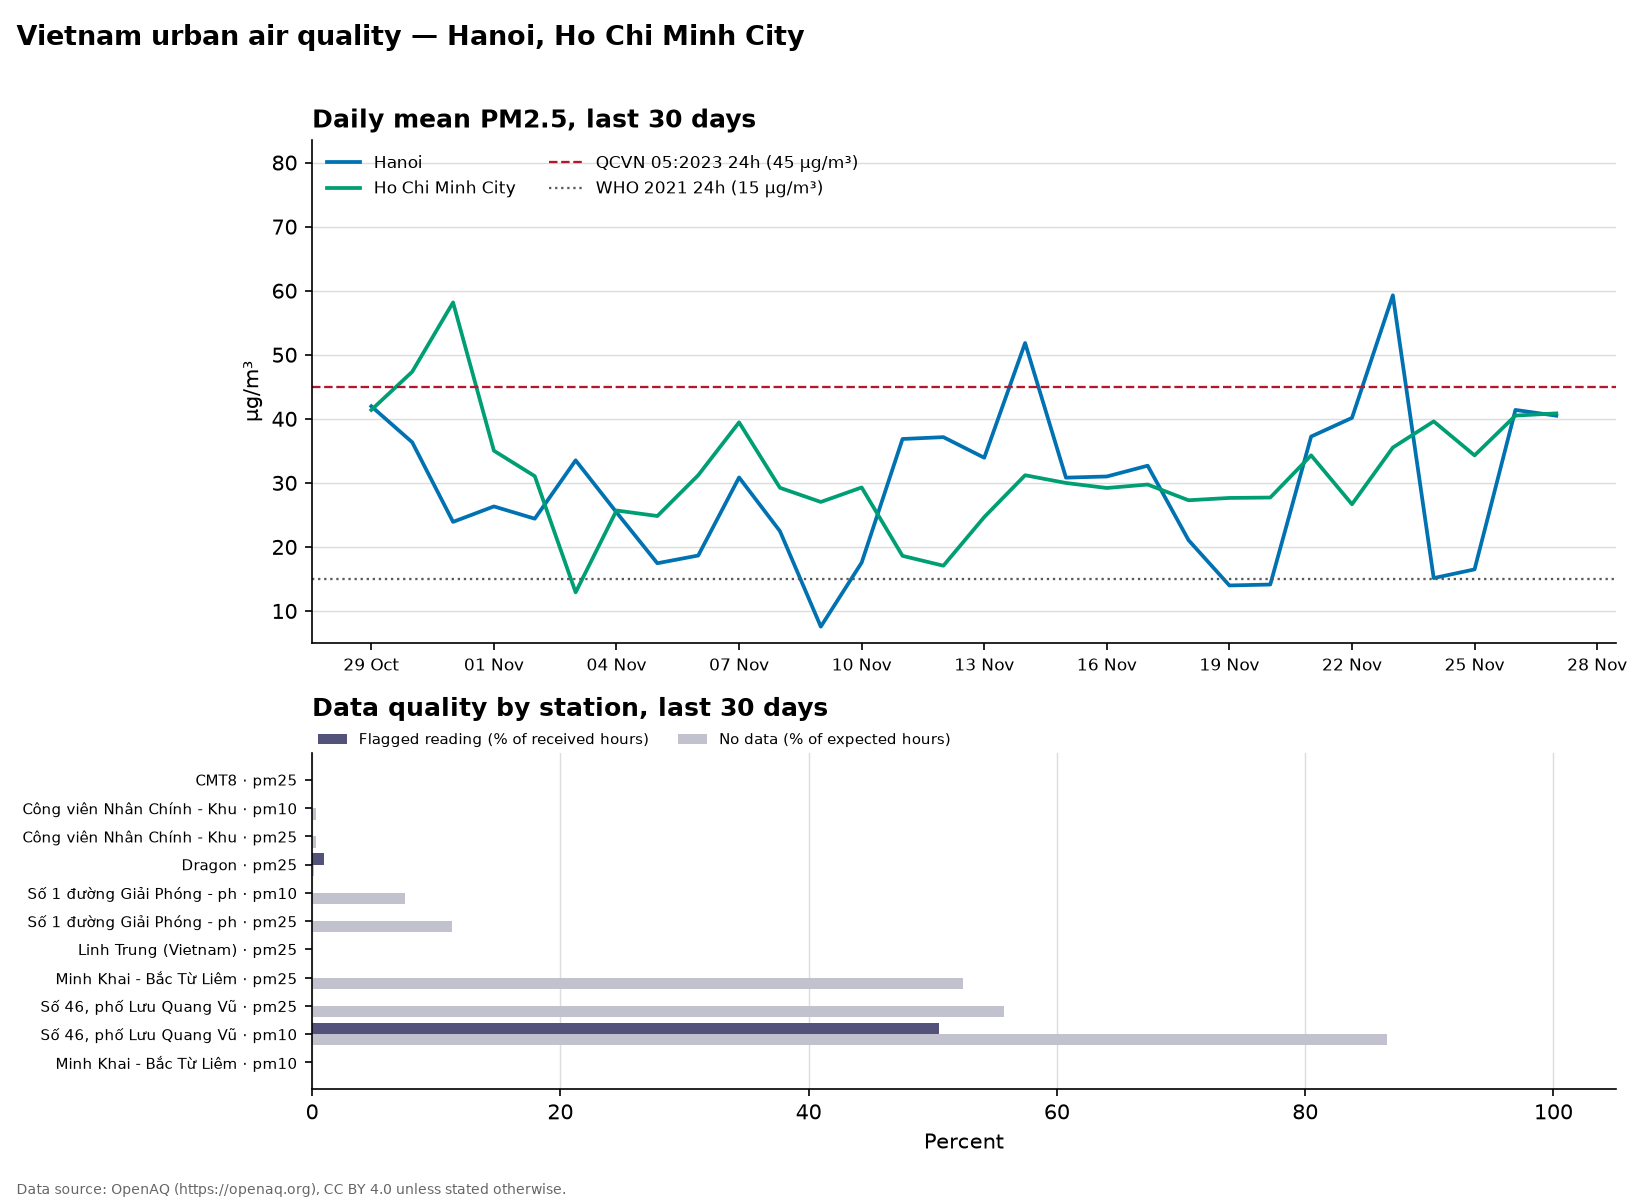 Vietnam urban air quality — Hanoi, Ho Chi Minh City
Daily mean PM2.5, last 30 days
Hanoi
Ho Chi Minh City
QCVN 05:2023 24h (45 µg/m³)
WHO 2021 24h (15 µg/m³)
µg/m³
80
70
60
50
40
30
20
10
29 Oct 01 Nov 04 Nov 07 Nov 10 Nov 13 Nov 16 Nov 19 Nov 22 Nov 25 Nov 28 Nov
Data quality by station, last 30 days
Flagged reading (% of received hours) No data (% of expected hours)
CMT8 · pm25
Công viên Nhân Chính - Khu · pm10
Công viên Nhân Chính - Khu · pm25
Dragon · pm25
Số 1 đường Giải Phóng - ph · pm10
Số 1 đường Giải Phóng - ph · pm25
Linh Trung (Vietnam) · pm25
Minh Khai - Bắc Từ Liêm · pm25
Số 46, phố Lưu Quang Vũ · pm25
Số 46, phố Lưu Quang Vũ · pm10
Minh Khai - Bắc Từ Liêm · pm10
0 20 40 60 80 100
Percent
Data source: OpenAQ (https://openaq.org), CC BY 4.0 unless stated otherwise.